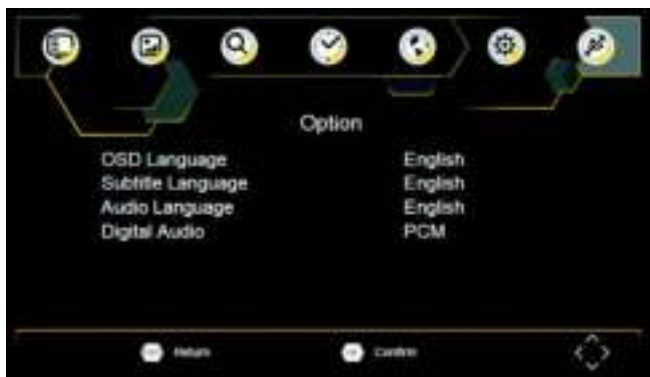 Option
OSD Language English
Subtitle Language English
Audio Language English
Digital Audio PCM
Return Confirm